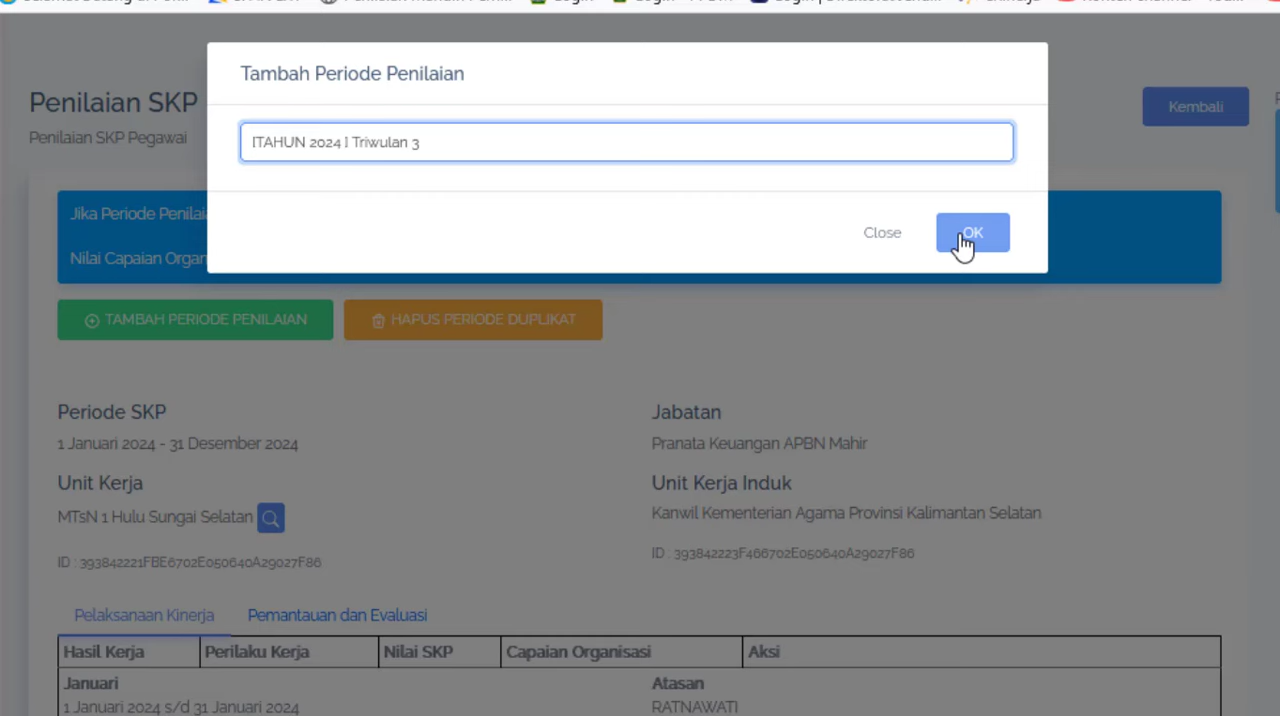 Tambah Periode Penilaian
[TAHUN 2024 ] Triwulan 3
Close
OK
Penilaian SKP
Penilaian SKP Pegawai
Kembali
Jika Periode
Nilai Capaian
TAMBAH PERIODE PENILAIAN
HAPUS PERIODE DUPLIKAT
Periode SKP
1 Januari 2024 - 31 Desember 2024
Jabatan
Pranata Keuangan APBN Mahir
Unit Kerja
MTsN 1 Hulu Sungai Selatan
ID : 393842221FBE6702E050640A29027F86
Unit Kerja Induk
Kanwil Kementerian Agama Provinsi Kalimantan Selatan
ID : 393842223F466702E050640A29027F86
Pelaksanaan Kinerja
Pemantauan dan Evaluasi
Hasil Kerja
Perilaku Kerja
Nilai SKP
Capaian Organisasi
Aksi
Januari
1 Januari 2024 s/d 31 Januari 2024
Atasan
RATNAWATI